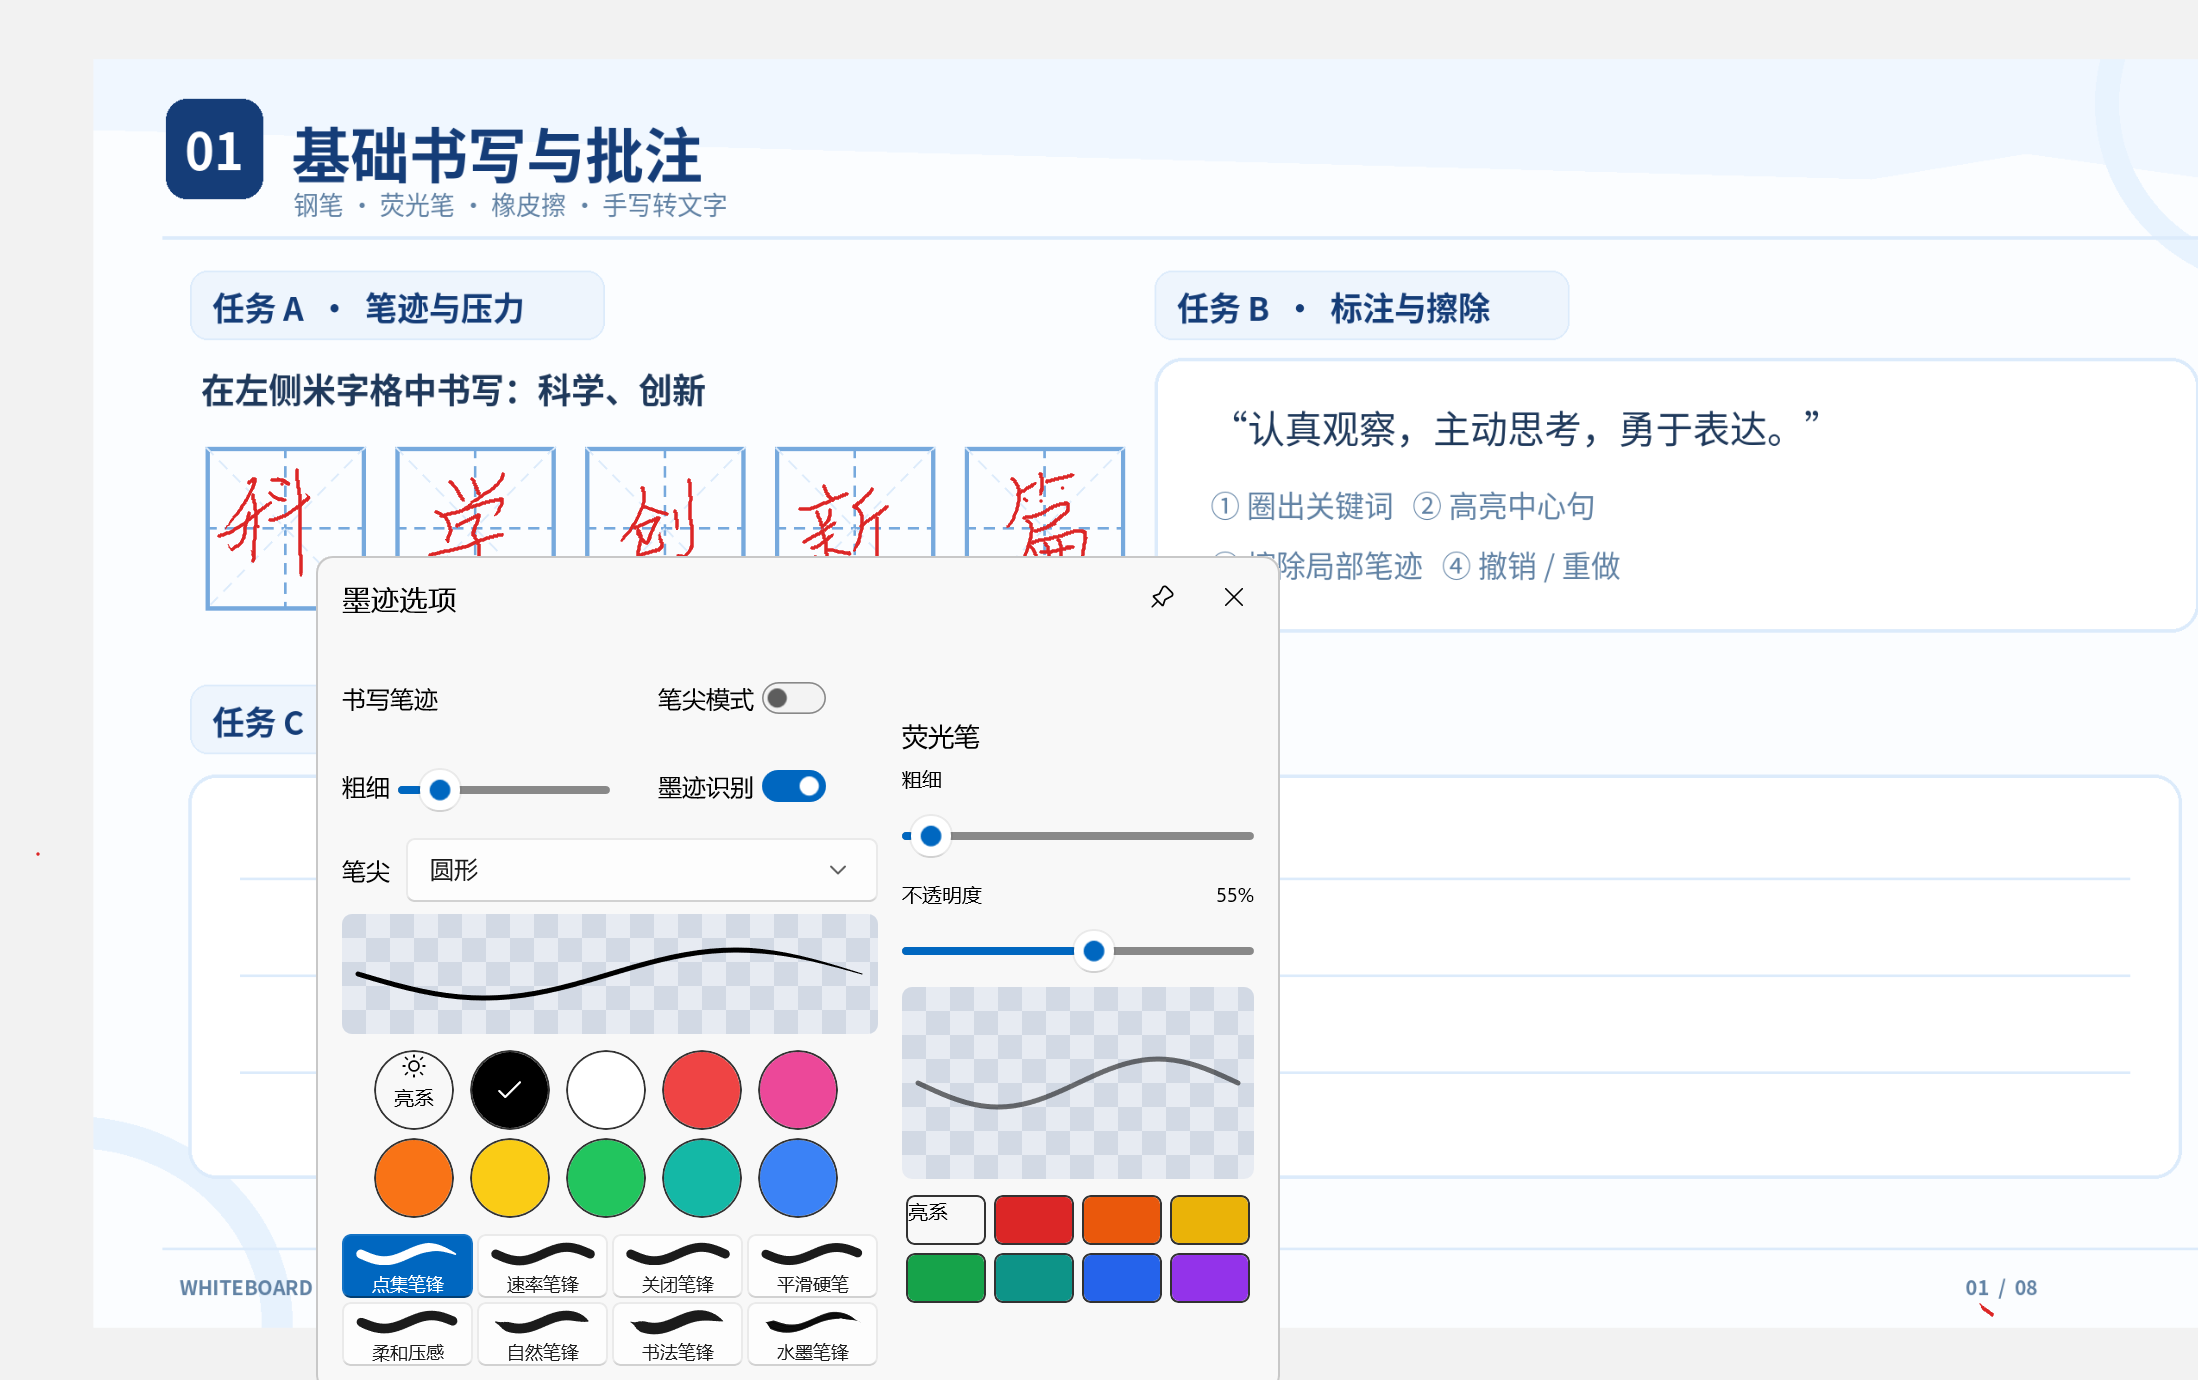 01
基础书写与批注
钢笔 · 荧光笔 · 橡皮擦 · 手写转文字
任务 A · 笔迹与压力
在左侧米字格中书写：科学、创新
科 学 创 新 篇
任务 B · 标注与擦除
“认真观察，主动思考，勇于表达。”
① 圈出关键词 ② 高亮中心句
擦除局部笔迹 ④ 撤销 / 重做
任务 C
墨迹选项
书写笔迹
笔尖模式
粗细
墨迹识别
笔尖
圆形
亮系
点集笔锋
速率笔锋
关闭笔锋
平滑硬笔
柔和压感
自然笔锋
书法笔锋
水墨笔锋
荧光笔
粗细
不透明度
55%
亮系
WHITEBOARD
01 / 08